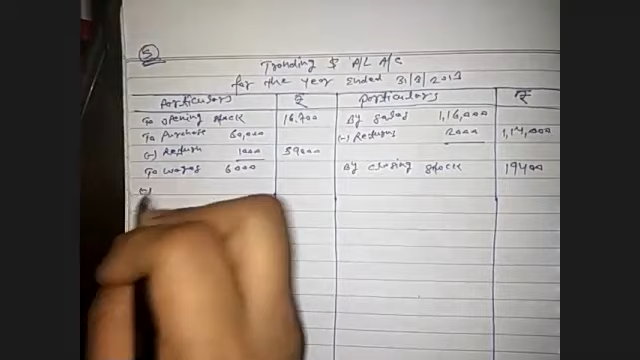 5
Trading & P/L A/C
for the year ended 31/3/2013
Particulars ₹ Particulars ₹
To opening stock 16,700 By sales 1,16,000
To Purchase 60,000 (-) Returns 2000 1,14,000
(-) Return 1000 59000
To wages 6000 By closing stock 19400
(-)